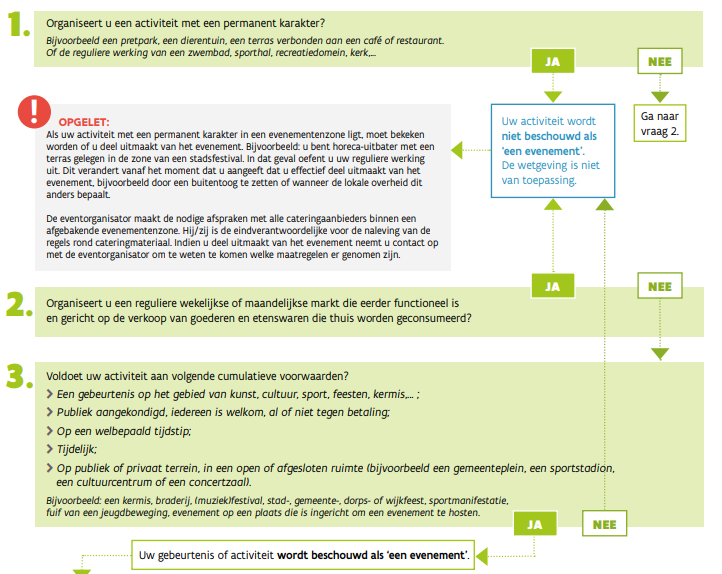 1.
Organiseert u een activiteit met een permanent karakter?
Bijvoorbeeld een pretpark, een dierentuin, een terras verbonden aan een café of restaurant.
Of de reguliere werking van een zwembad, sporthal, recreatiedomein, kerk,...
JA
NEE
!
OPGELET:
Als uw activiteit met een permanent karakter in een evenementenzone ligt, moet bekeken
worden of u deel uitmaakt van het evenement. Bijvoorbeeld: u bent horeca-uitbater met een
terras gelegen in de zone van een stadsfestival. In dat geval oefent u uw reguliere werking
uit. Dit verandert vanaf het moment dat u aangeeft dat u effectief deel uitmaakt van het
evenement, bijvoorbeeld door een buitentoog te zetten of wanneer de lokale overheid dit
anders bepaalt.
De eventorganisator maakt de nodige afspraken met alle cateringaanbieders binnen een
afgebakende evenementenzone. Hij/zij is de eindverantwoordelijke voor de naleving van de
regels rond cateringmateriaal. Indien u deel uitmaakt van het evenement neemt u contact op
met de eventorganisator om te weten te komen welke maatregelen er genomen zijn.
Uw activiteit wordt
niet beschouwd als
‘een evenement’.
De wetgeving is niet
van toepassing.
Ga naar
vraag 2.
JA
NEE
2.
Organiseert u een reguliere wekelijkse of maandelijkse markt die eerder functioneel is
en gericht op de verkoop van goederen en etenswaren die thuis worden geconsumeerd?
3.
Voldoet uw activiteit aan volgende cumulatieve voorwaarden?
> Een gebeurtenis op het gebied van kunst, cultuur, sport, feesten, kermis,... ;
> Publiek aangekondigd, iedereen is welkom, al of niet tegen betaling;
> Op een welbepaald tijdstip;
> Tijdelijk;
> Op publiek of privaat terrein, in een open of afgesloten ruimte (bijvoorbeeld een gemeenteplein, een sportstadion,
een cultuurcentrum of een concertzaal).
Bijvoorbeeld: een kermis, braderij, (muziek)festival, stad-, gemeente-, dorps- of wijkfeest, sportmanifestatie,
fuif van een jeugdbeweging, evenement op een plaats die is ingericht om een evenement te hosten.
JA
NEE
Uw gebeurtenis of activiteit wordt beschouwd als ‘een evenement’.